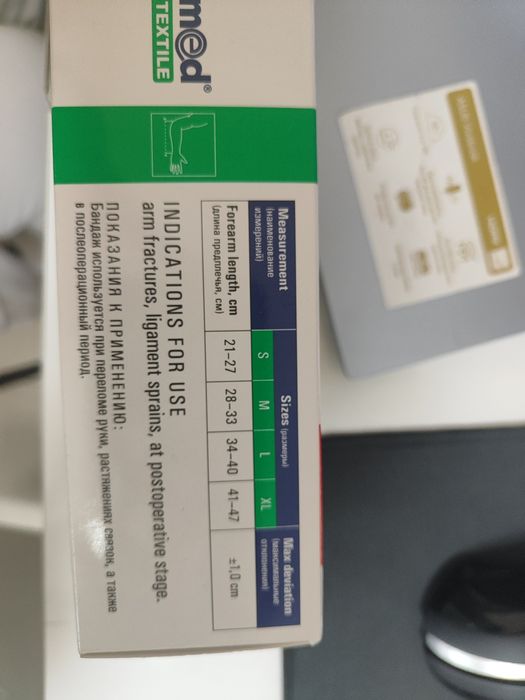 med®
TEXTILE
Measurement
(наименование
измерений)
Sizes (размеры)
Max deviation
(максимальные
отклонения)
S M L XL
Forearm length, cm
(длина предплечья, см)
21–27 28–33 34–40 41–47 ±1,0 cm
INDICATIONS FOR USE
arm fractures, ligament sprains, at postoperative stage.
ПОКАЗАНИЯ К ПРИМЕНЕНИЮ:
Бандаж используется при переломе руки, растяжениях связок, а также
в послеоперационный период.